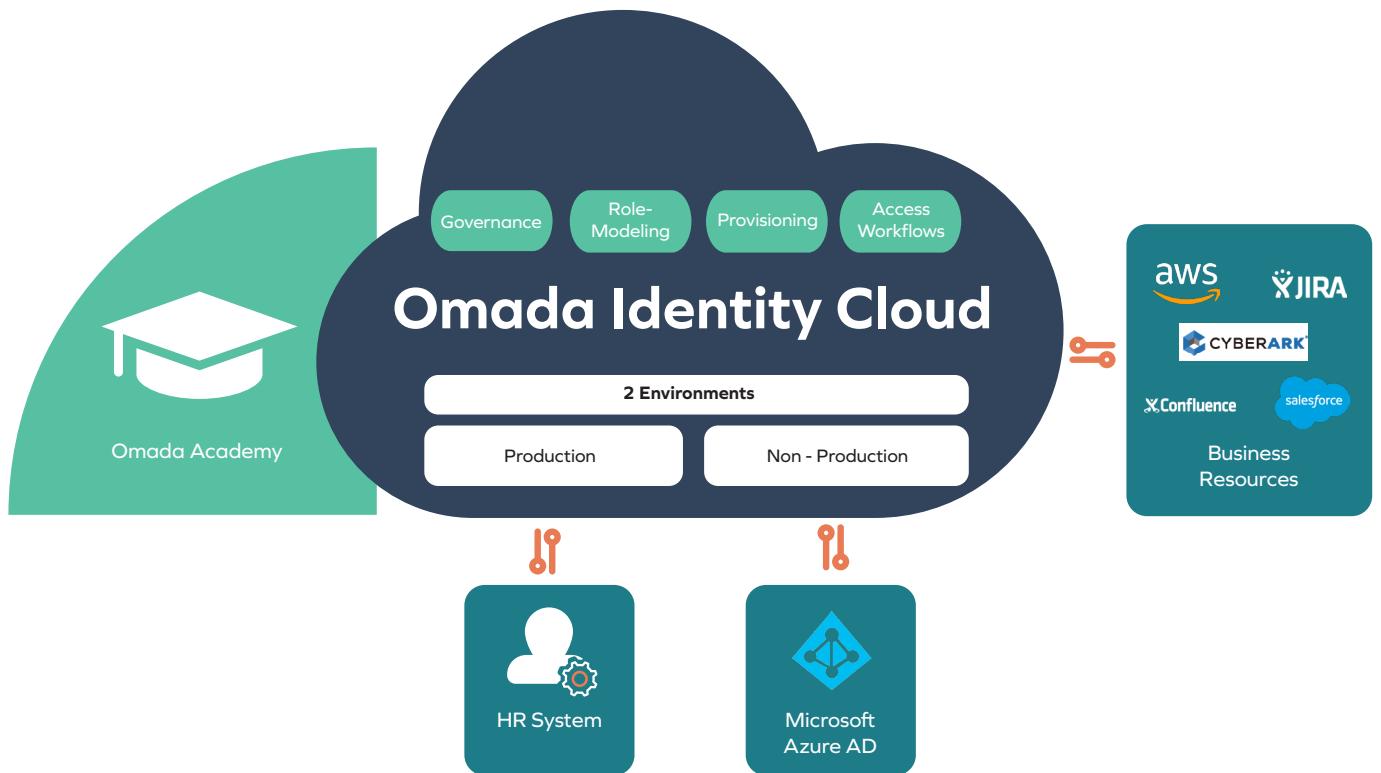 Governance
Role-
Modeling
Provisioning
Access
Workflows
Omada Identity Cloud
2 Environments
Production
Non - Production
Omada Academy
aws
JIRA
CYBERARK®
Confluence
salesforce
Business
Resources
HR System
Microsoft
Azure AD